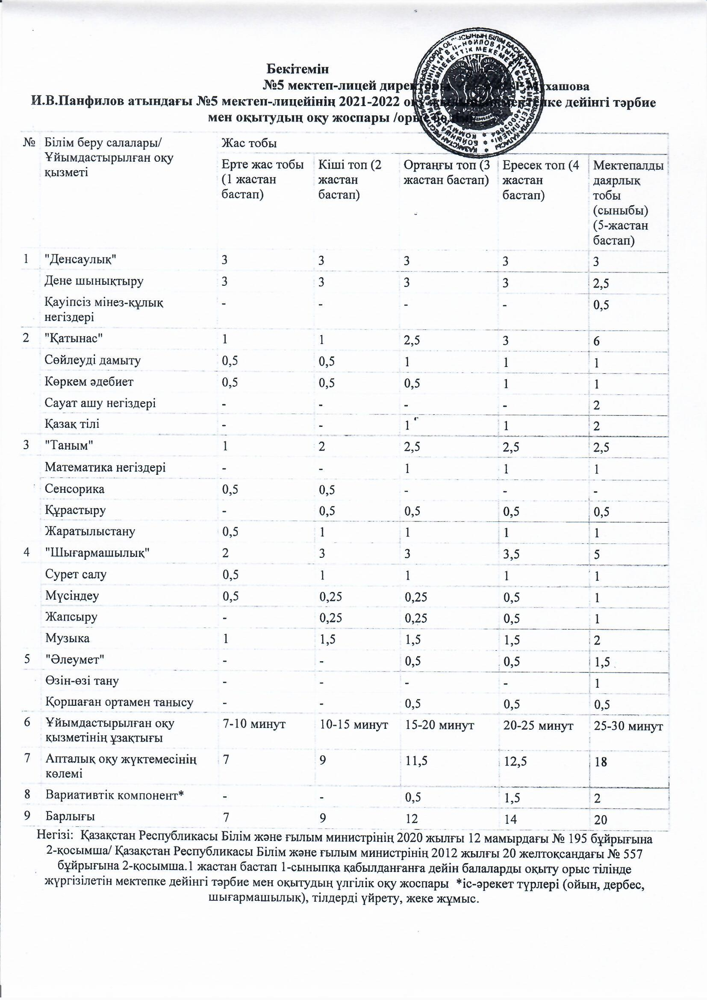 Бекітемін
№5 мектеп-лицей директоры Мухашова
И.В.Панфилов атындағы №5 мектеп-лицейінің 2021-2022 дейінгі тәрбие
мен оқытудың оқу жоспары
№ Білім беру салалары/ Жас тобы
Ұйымдастырылған оқу
қызметі
Ерте жас тобы
(1 жастан
бастап)
Кіші топ (2
жастан
бастап)
Ортаңғы топ (3
жастан бастап)
Ересек топ (4
жастан
бастап)
Мектепалды
даярлық
тобы
(сыныбы)
(5-жастан
бастап)
1 "Денсаулық" 3 3 3 3 3
Дене шынықтыру 3 3 3 3 2,5
Қауіпсіз мінез-құлық - - - - 0,5
негіздері
2 "Қатынас" 1 1 2,5 3 6
Сөйлеуді дамыту 0,5 0,5 1 1 1
Көркем әдебиет 0,5 0,5 0,5 1 1
Сауат ашу негіздері - - - - 2
Қазақ тілі - - 1 1 2
3 "Таным" 1 2 2,5 2,5 2,5
Математика негіздері - - 1 1 1
Сенсорика 0,5 0,5 - - -
Құрастыру - 0,5 0,5 0,5 0,5
Жаратылыстану 0,5 1 1 1 1
4 "Шығармашылық" 2 3 3 3,5 5
Сурет салу 0,5 1 1 1 1
Мүсіндеу 0,5 0,25 0,25 0,5 1
Жапсыру - 0,25 0,25 0,5 1
Музыка 1 1,5 1,5 1,5 2
5 "Әлеумет" - - 0,5 0,5 1,5
Өзін-өзі тану - - - - 1
Қоршаған ортамен танысу - - 0,5 0,5 0,5
6 Ұйымдастырылған оқу 7-10 минут 10-15 минут 15-20 минут 20-25 минут 25-30 минут
қызметінің ұзақтығы
7 Апталық оқу жүктемесінің 7 9 11,5 12,5 18
көлемі
8 Вариативтік компонент* - - 0,5 1,5 2
9 Барлығы 7 9 12 14 20
Негізі: Қазақстан Республикасы Білім және ғылым министрінің 2020 жылғы 12 мамырдағы № 195 бұйрығына
2-қосымша/ Қазақстан Республикасы Білім және ғылым министрінің 2012 жылғы 20 желтоқсандағы № 557
бұйрығына 2-қосымша.1 жастан бастап 1-сыныпқа қабылданғанға дейін балаларды оқыту орыс тілінде
жүргізілетін мектепке дейінгі тәрбие мен оқытудың үлгілік оқу жоспары *іс-әрекет түрлері (ойын, дербес,
шығармашылық), тілдерді үйрету, жеке жұмыс.